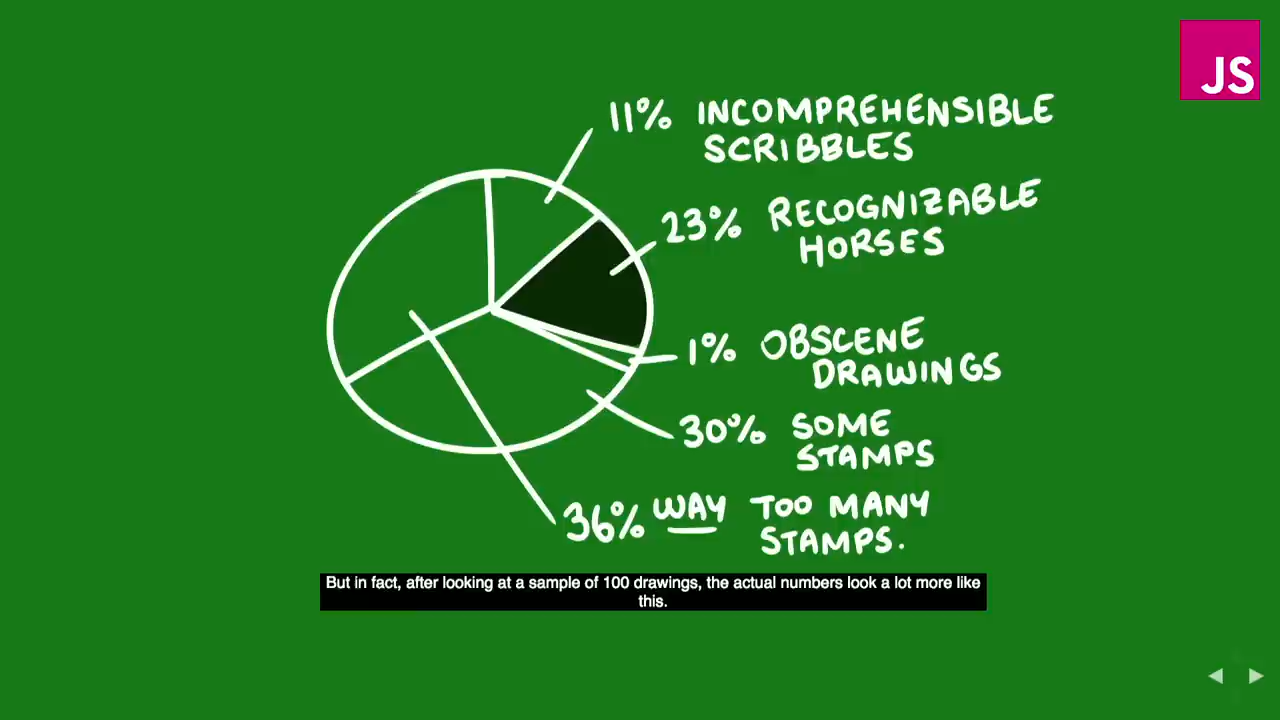 JS
11% INCOMPREHENSIBLE
SCRIBBLES
23% RECOGNIZABLE
HORSES
1% OBSCENE
DRAWINGS
30% SOME
STAMPS
36% WAY TOO MANY
STAMPS.
But in fact, after looking at a sample of 100 drawings, the actual numbers look a lot more like
this.